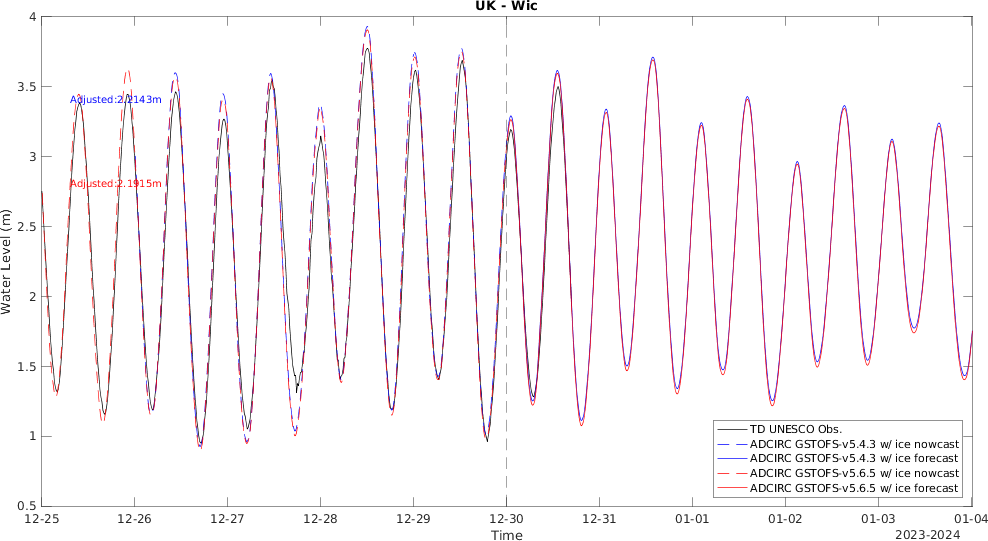 UK - Wic
4
3.5
3
2.5
2
1.5
1
0.5
Water Level (m)
Adjusted:2.2143m
Adjusted:2.1915m
TD UNESCO Obs.
ADCIRC GSTOFS-v5.4.3 w/ ice nowcast
ADCIRC GSTOFS-v5.4.3 w/ ice forecast
ADCIRC GSTOFS-v5.6.5 w/ ice nowcast
ADCIRC GSTOFS-v5.6.5 w/ ice forecast
12-25 12-26 12-27 12-28 12-29 12-30 12-31 01-01 01-02 01-03 01-04
Time
2023-2024